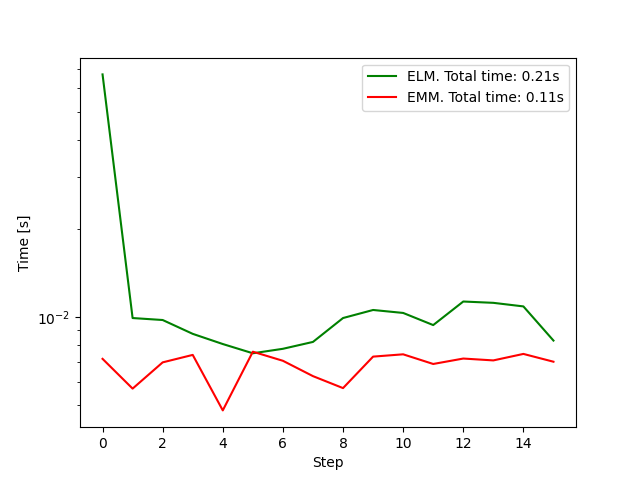 ELM. Total time: 0.21s
EMM. Total time: 0.11s
Time [s]
10⁻²
0 2 4 6 8 10 12 14
Step